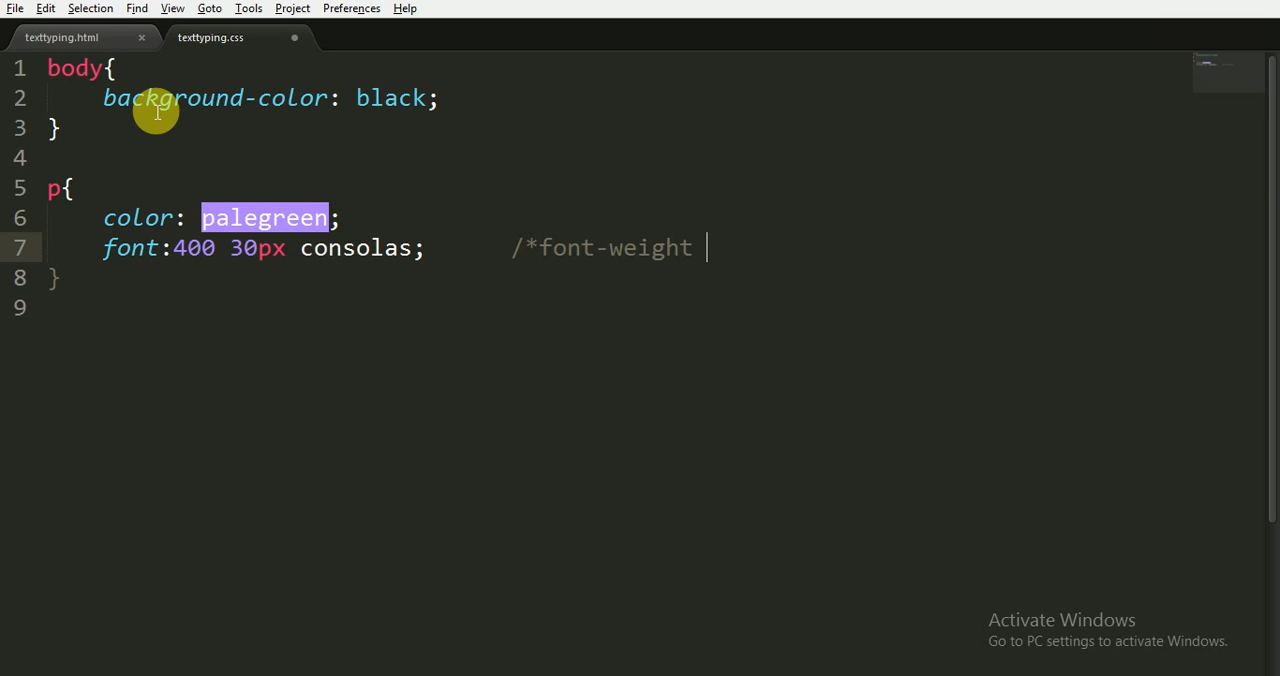 File Edit Selection Find View Goto Tools Project Preferences Help
texttyping.html × texttyping.css
1 body{
2 background-color: black;
3 }
4
5 p{
6 color: palegreen;
7 font:400 30px consolas; /*font-weight
8 }
9
Activate Windows
Go to PC settings to activate Windows.